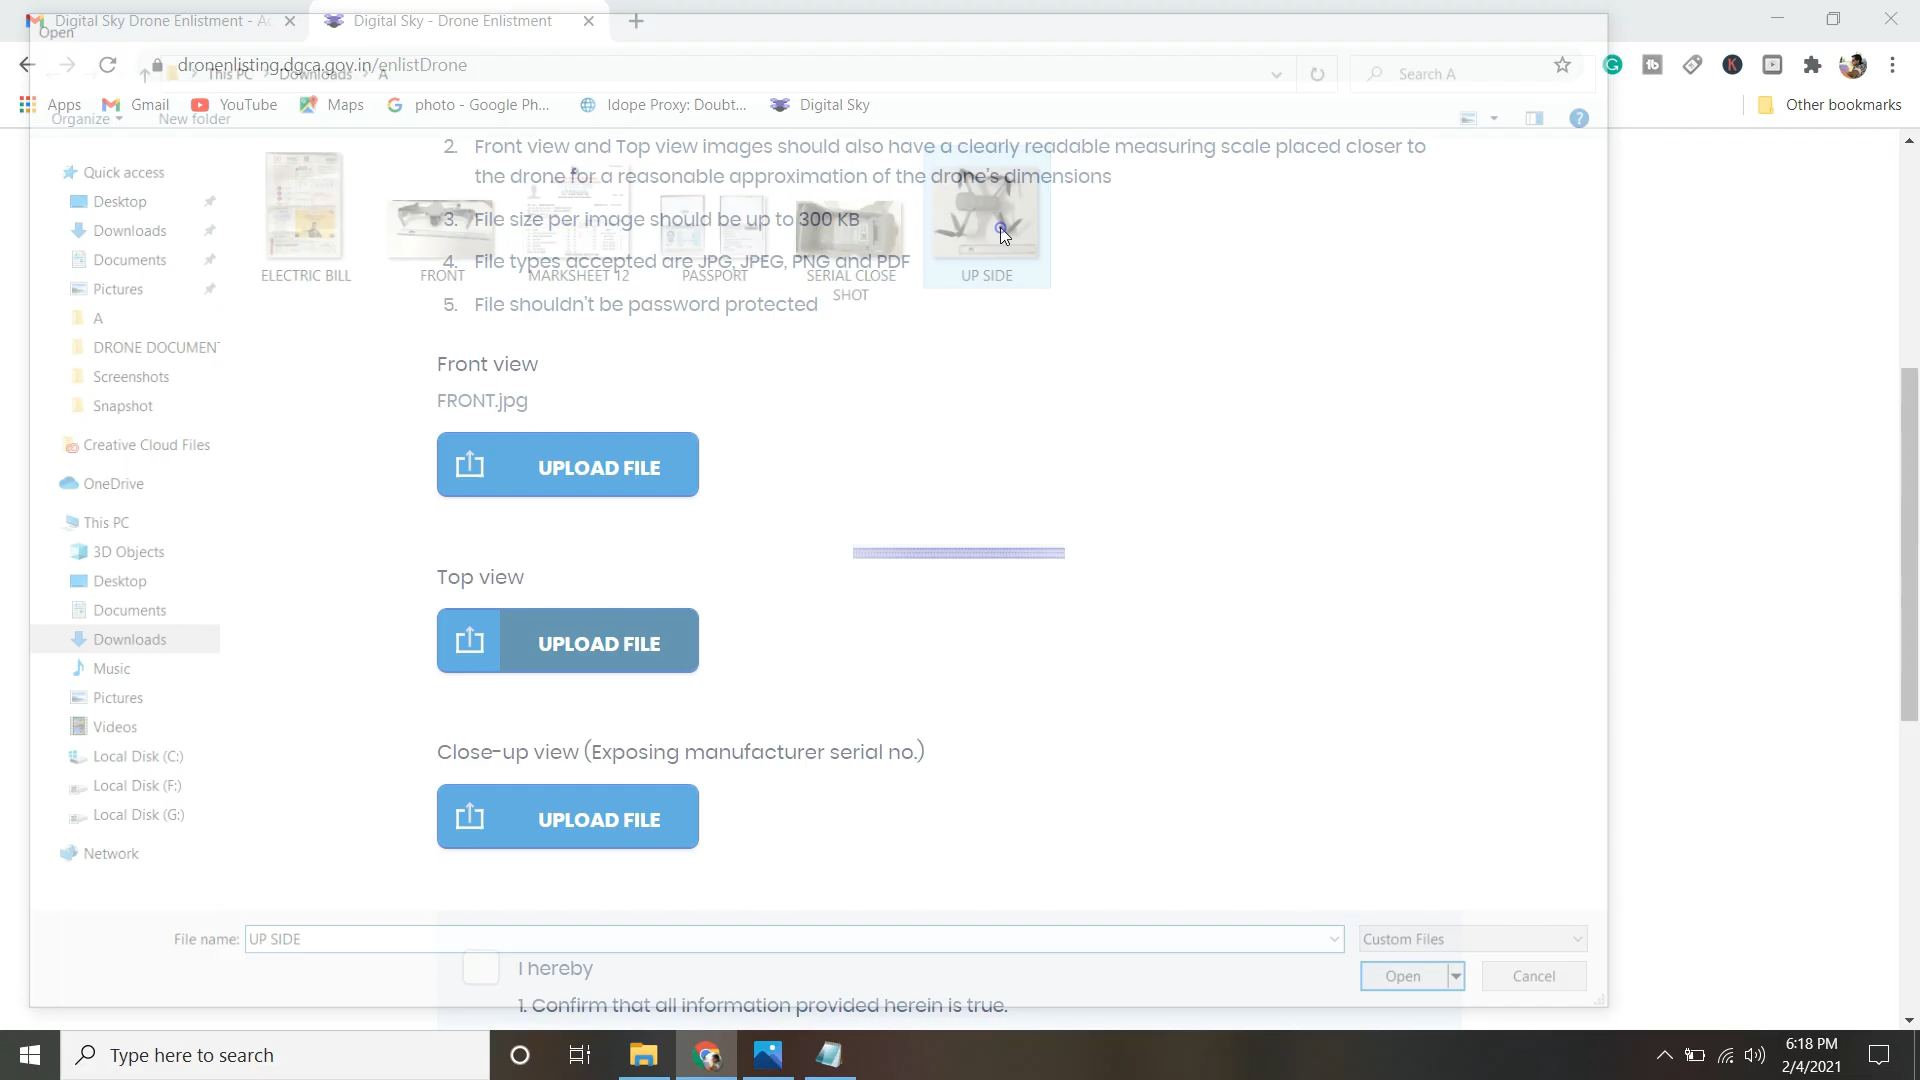 Digital Sky Drone Enlistment - Ac
Digital Sky - Drone Enlistment
Open
dronenlisting.dgca.gov.in/enlistDrone
This PC
Downloads
A
Search A
Apps
Gmail
YouTube
Maps
photo - Google Ph...
Idope Proxy: Doubt...
Digital Sky
Other bookmarks
Organize
New folder
2. Front view and Top view images should also have a clearly readable measuring scale placed closer to
the drone for a reasonable approximation of the drone's dimensions
3. File size per image should be up to 300 KB
4. File types accepted are JPG, JPEG, PNG and PDF
5. File shouldn't be password protected
ELECTRIC BILL
FRONT
MARKSHEET 12
PASSPORT
SERIAL CLOSE
SHOT
UP SIDE
Quick access
Desktop
Downloads
Documents
Pictures
A
DRONE DOCUMENT
Screenshots
Snapshot
Creative Cloud Files
OneDrive
This PC
3D Objects
Desktop
Documents
Downloads
Music
Pictures
Videos
Local Disk (C:)
Local Disk (F:)
Local Disk (G:)
Network
Front view
FRONT.jpg
UPLOAD FILE
Top view
UPLOAD FILE
Close-up view (Exposing manufacturer serial no.)
UPLOAD FILE
File name:
UP SIDE
Custom Files
Open
Cancel
I hereby
1. Confirm that all information provided herein is true.
Type here to search
6:18 PM
2/4/2021